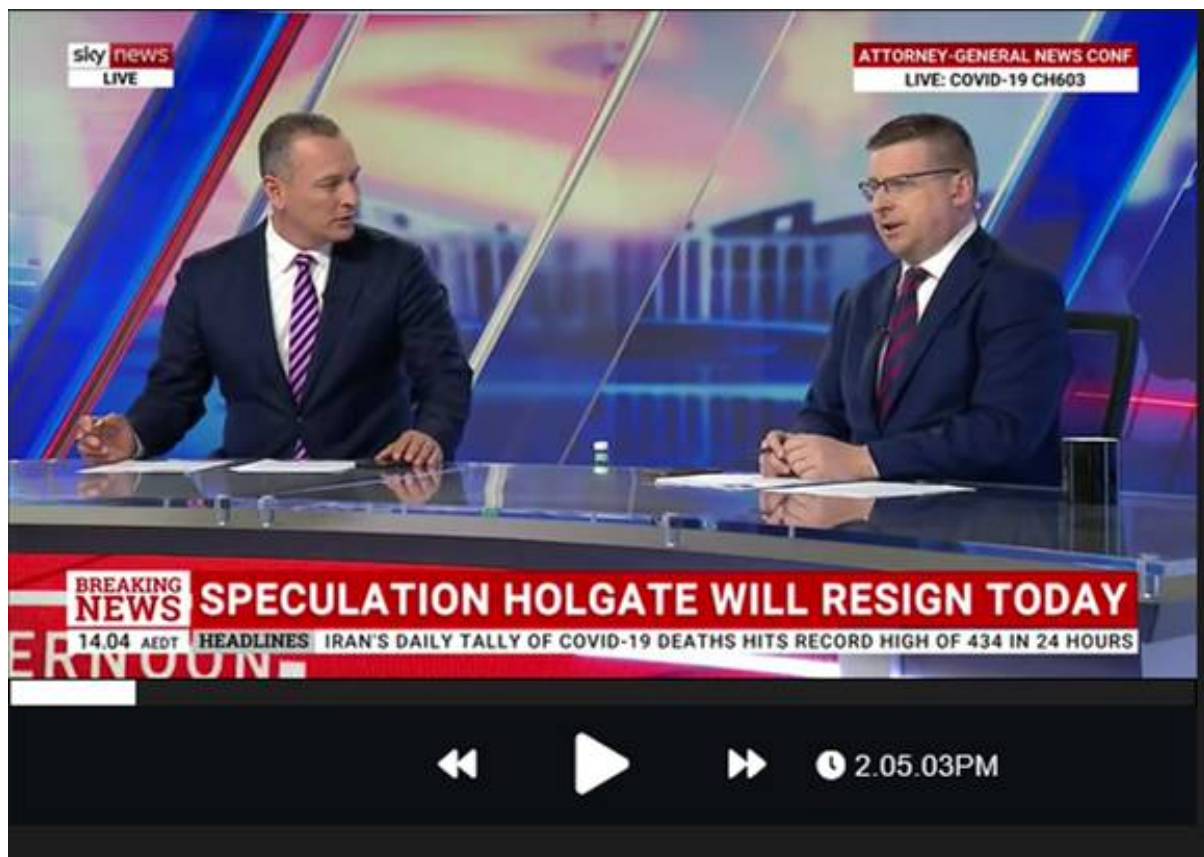 sky news
LIVE
ATTORNEY-GENERAL NEWS CONF
LIVE: COVID-19 CH603
BREAKING
NEWS
SPECULATION HOLGATE WILL RESIGN TODAY
14.04 AEDT HEADLINES IRAN'S DAILY TALLY OF COVID-19 DEATHS HITS RECORD HIGH OF 434 IN 24 HOURS
ERNOON
2.05.03PM